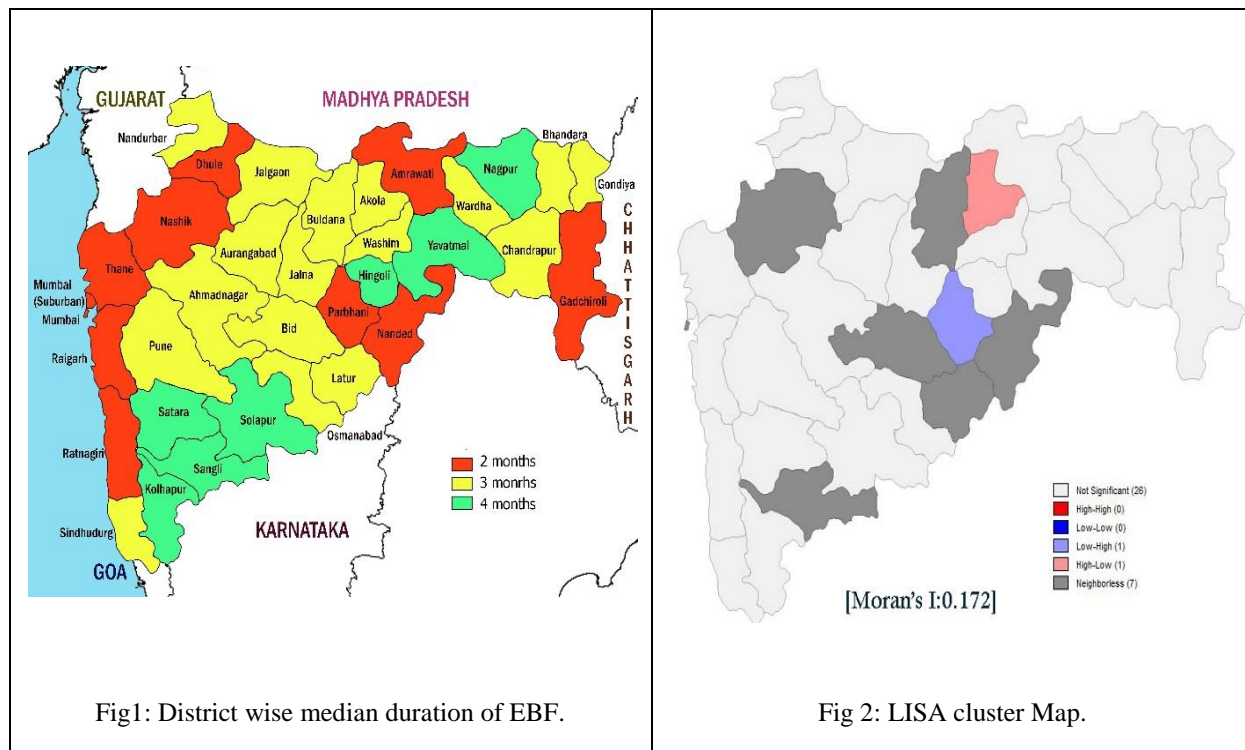 GUJARAT
MADHYA PRADESH
Nandurbar
Bhandara
Dhule
Jalgaon
Amrawati
Nagpur
Gondiya
Nashik
Buldana
Akola
Wardha
Washim
Aurangabad
Yavatmal
Chandrapur
Thane
Jalna
Hingoli
Mumbai
(Suburban)
Ahmadnagar
Gadchiroli
Mumbai
Parbhani
Nanded
Bid
Pune
Raigarh
Latur
Satara
Solapur
Osmanabad
Ratnagiri
Sangli
Kolhapur
Sindhudurg
KARNATAKA
GOA
CHHATTISGARH
2 months
3 monrhs
4 months
Fig1: District wise median duration of EBF.
Not Significant (26)
High-High (0)
Low-Low (0)
Low-High (1)
High-Low (1)
Neighborless (7)
[Moran's I:0.172]
Fig 2: LISA cluster Map.